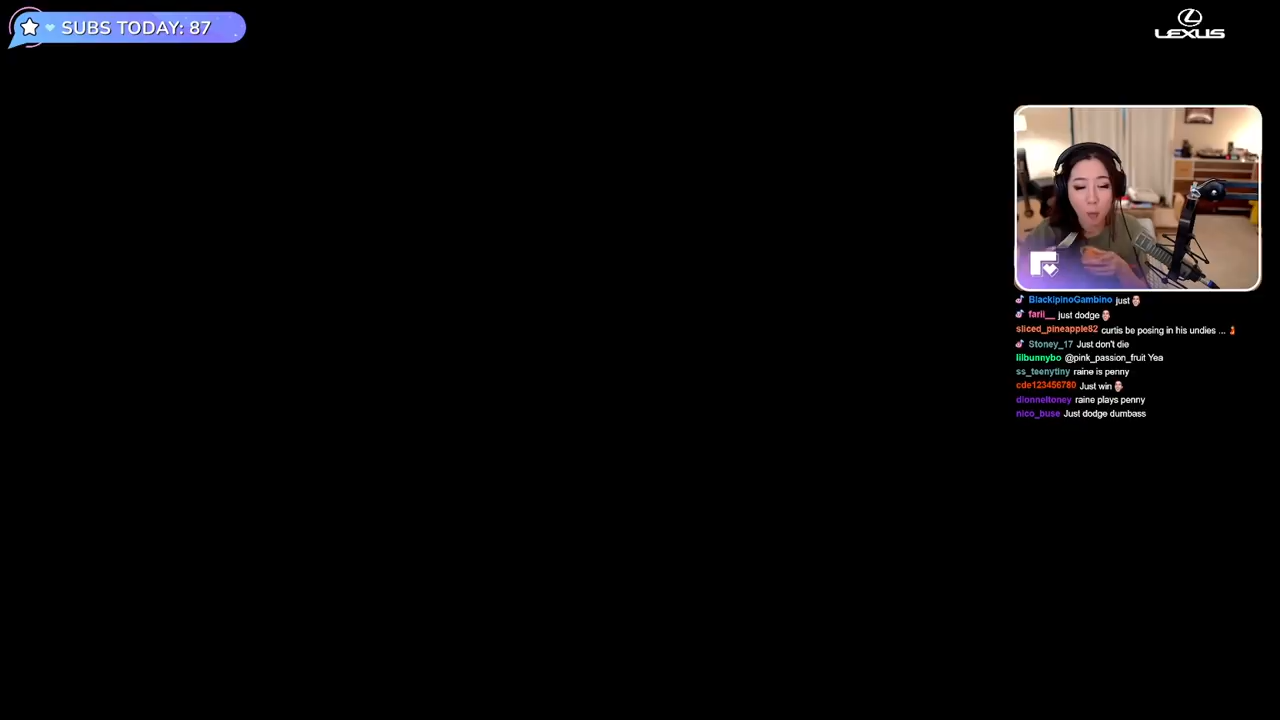 SUBS TODAY: 87
LEXUS
BlackipinoGambino just
farii__ just dodge
sliced_pineapple82 curtis be posing in his undies ...
Stoney_17 Just don't die
lilbunnybo @pink_passion_fruit Yea
ss_teenytiny raine is penny
cde123456780 Just win
dionneltoney raine plays penny
nico_buse Just dodge dumbass